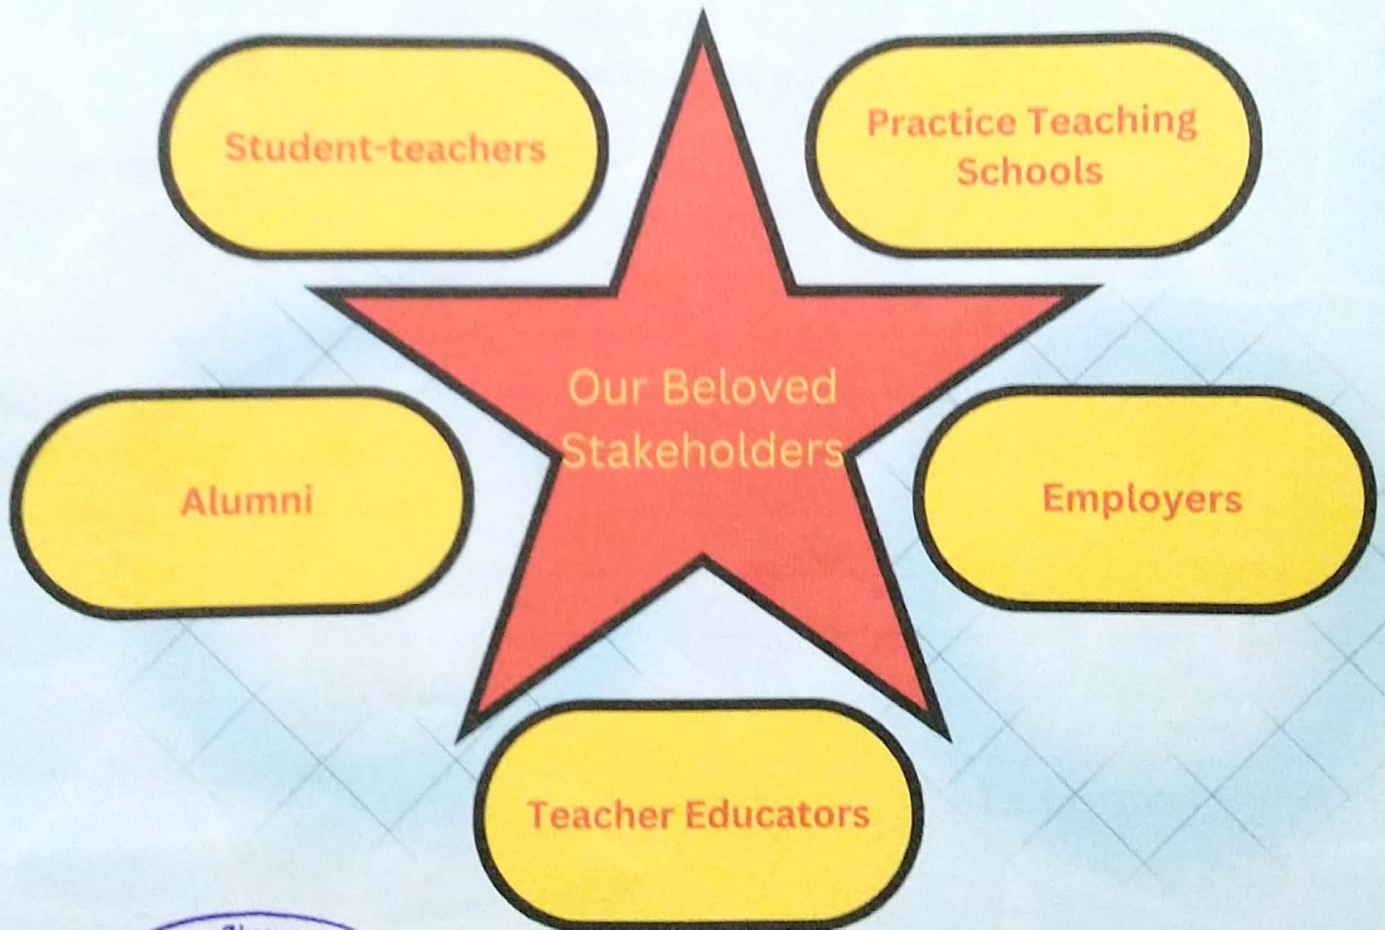 Student-teachers
Practice Teaching
Schools
Our Beloved
Stakeholders
Alumni
Employers
Teacher Educators